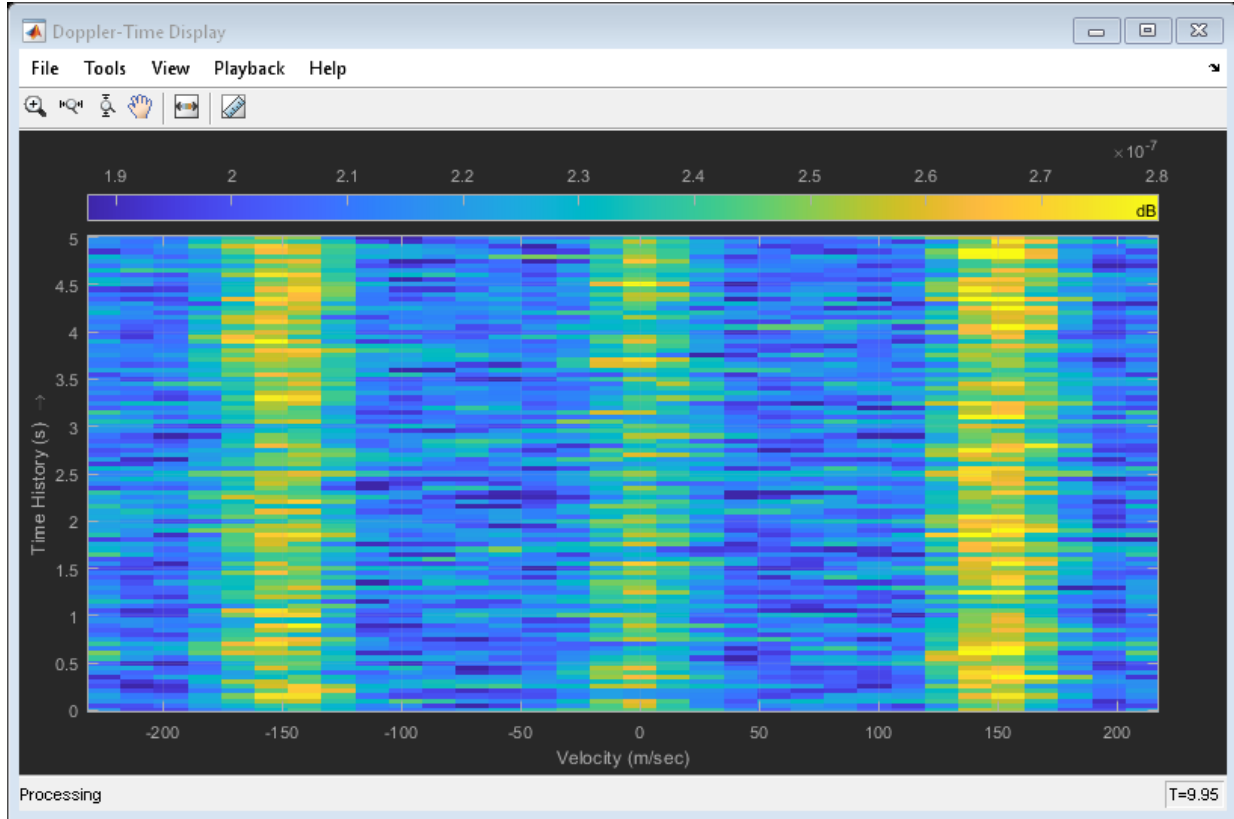 Doppler-Time Display
File Tools View Playback Help
×10-7
1.9 2 2.1 2.2 2.3 2.4 2.5 2.6 2.7 2.8
dB
5
4.5
4
3.5
3
2.5
2
1.5
1
0.5
0
Time History (s) →
-200 -150 -100 -50 0 50 100 150 200
Velocity (m/sec)
Processing T=9.95